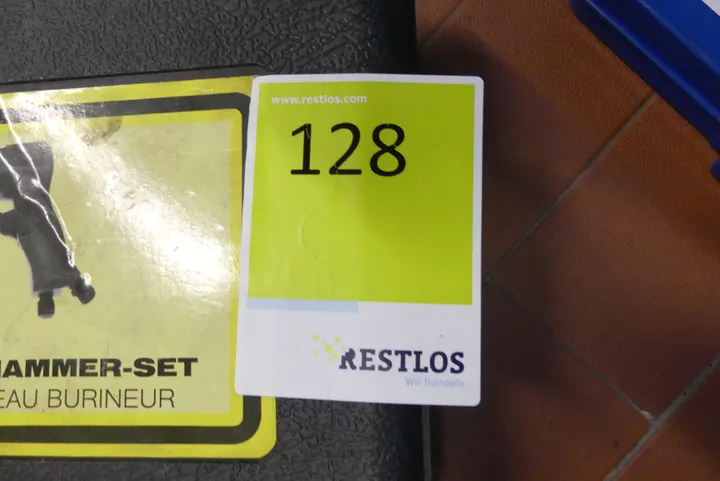 www.restlos.com
128
RESTLOS
Wir handeln
HAMMER-SET
EAU BURINEUR